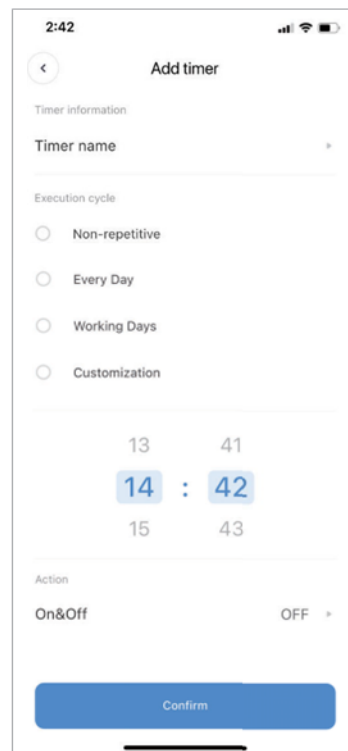 2:42
Add timer
Timer information
Timer name
Execution cycle
Non-repetitive
Every Day
Working Days
Customization
13 41
14 : 42
15 43
Action
On&Off OFF
Confirm